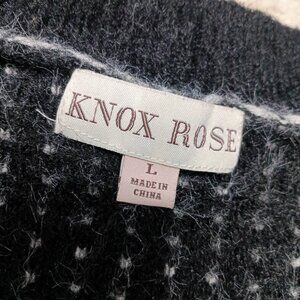 KNOX ROSE
L
MADE IN
CHINA